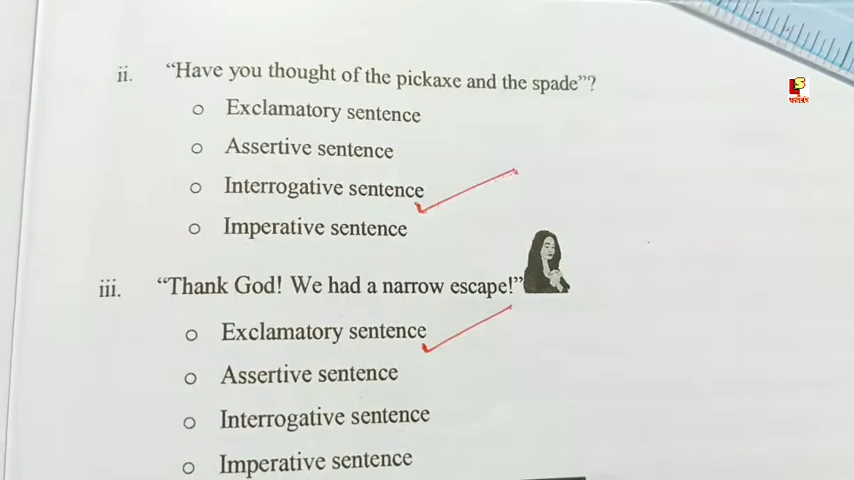 ii. “Have you thought of the pickaxe and the spade”?
o Exclamatory sentence
o Assertive sentence
o Interrogative sentence
o Imperative sentence
iii. “Thank God! We had a narrow escape!”
o Exclamatory sentence
o Assertive sentence
o Interrogative sentence
o Imperative sentence
LS